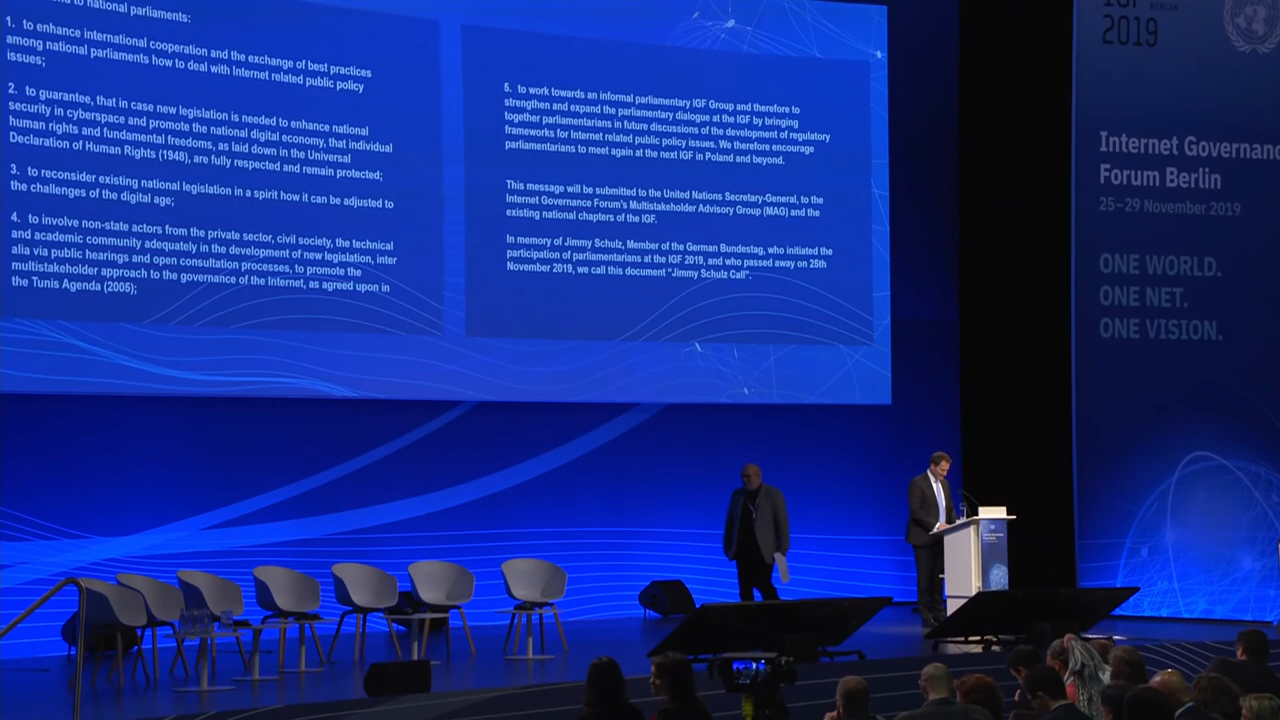 to national parliaments:
1. to enhance international cooperation and the exchange of best practices
among national parliaments how to deal with Internet related public policy
issues;
2. to guarantee, that in case new legislation is needed to enhance national
security in cyberspace and promote the national digital economy, that individual
human rights and fundamental freedoms, as laid down in the Universal
Declaration of Human Rights (1948), are fully respected and remain protected;
3. to reconsider existing national legislation in a spirit how it can be adjusted to
the challenges of the digital age;
4. to involve non-state actors from the private sector, civil society, the technical
and academic community adequately in the development of new legislation, inter
alia via public hearings and open consultation processes, to promote the
multistakeholder approach to the governance of the Internet, as agreed upon in
the Tunis Agenda (2005);
5. to work towards an informal parliamentary IGF Group and therefore to
strengthen and expand the parliamentary dialogue at the IGF by bringing
together parliamentarians in future discussions of the development of regulatory
frameworks for Internet related public policy issues. We therefore encourage
parliamentarians to meet again at the next IGF in Poland and beyond.
This message will be submitted to the United Nations Secretary-General, to the
Internet Governance Forum's Multistakeholder Advisory Group (MAG) and the
existing national chapters of the IGF.
In memory of Jimmy Schulz, Member of the German Bundestag, who initiated the
participation of parliamentarians at the IGF 2019, and who passed away on 25th
November 2019, we call this document "Jimmy Schulz Call".
IGF BERLIN
2019
Internet Governanc
Forum Berlin
25–29 November 2019
ONE WORLD.
ONE NET.
ONE VISION.